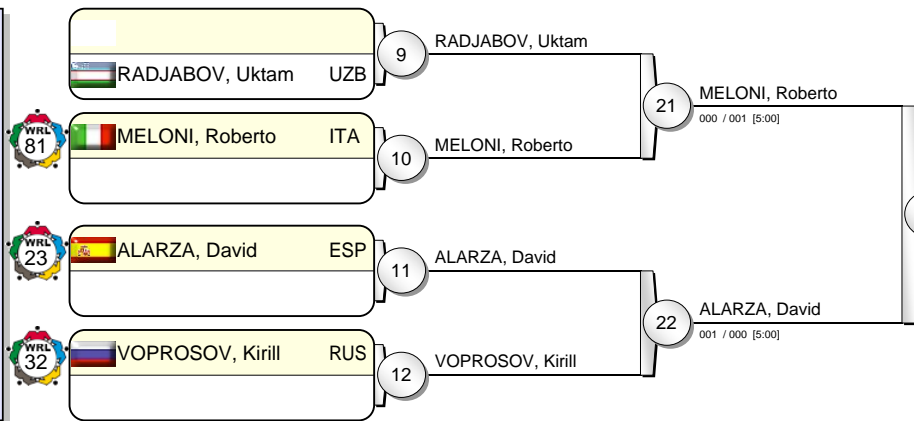 RADJABOV, Uktam UZB
WRL 81 MELONI, Roberto ITA
WRL 23 ALARZA, David ESP
WRL 32 VOPROSOV, Kirill RUS
9 RADJABOV, Uktam
10 MELONI, Roberto
11 ALARZA, David
12 VOPROSOV, Kirill
21 MELONI, Roberto
000 / 001 [5:00]
22 ALARZA, David
001 / 000 [5:00]